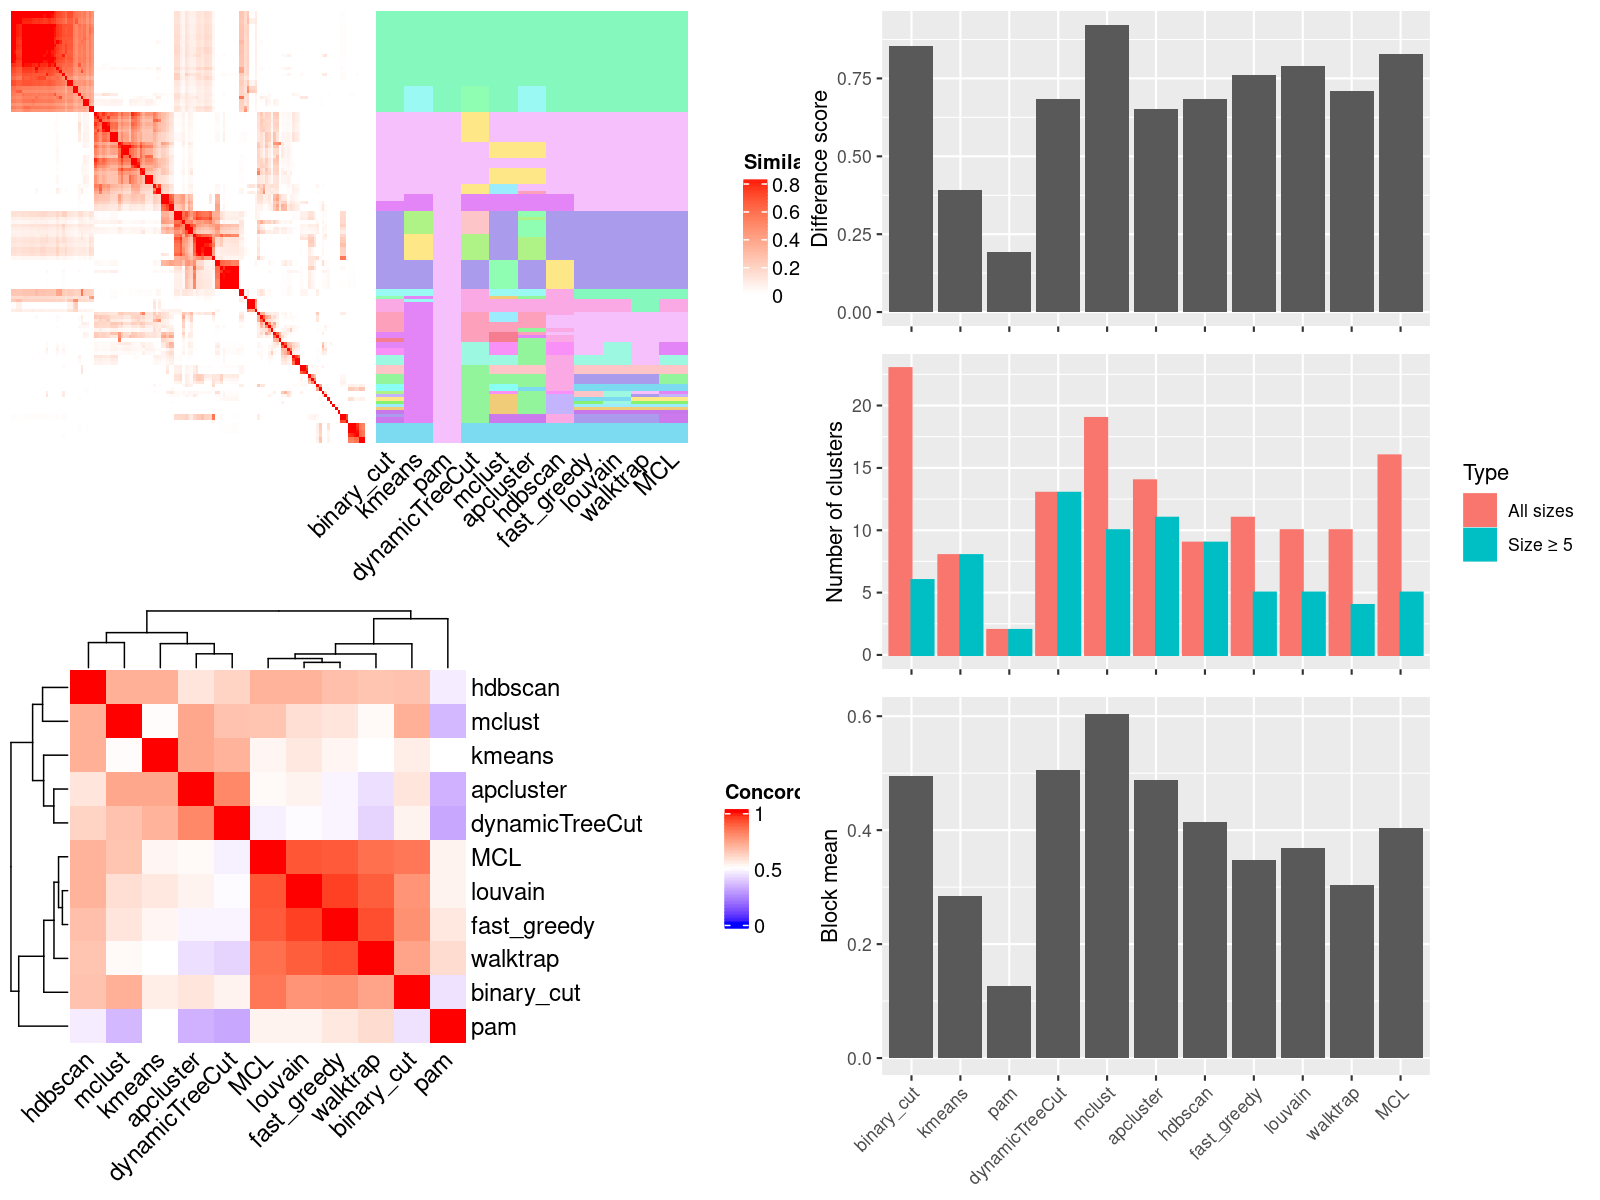 Simila
0.8
0.6
0.4
0.2
0
binary_cut
kmeans
pam
dynamicTreeCut
mclust
apcluster
hdbscan
fast_greedy
louvain
walktrap
MCL
hdbscan
mclust
kmeans
apcluster
dynamicTreeCut
MCL
louvain
fast_greedy
walktrap
binary_cut
pam
hdbscan
mclust
kmeans
apcluster
dynamicTreeCut
MCL
louvain
fast_greedy
walktrap
binary_cut
pam
Concord
1
0.5
0
Difference score
0.75
0.50
0.25
0.00
Number of clusters
20
15
10
5
0
Type
All sizes
Size ≥ 5
Block mean
0.6
0.4
0.2
0.0
binary_cut
kmeans
pam
dynamicTreeCut
mclust
apcluster
hdbscan
fast_greedy
louvain
walktrap
MCL